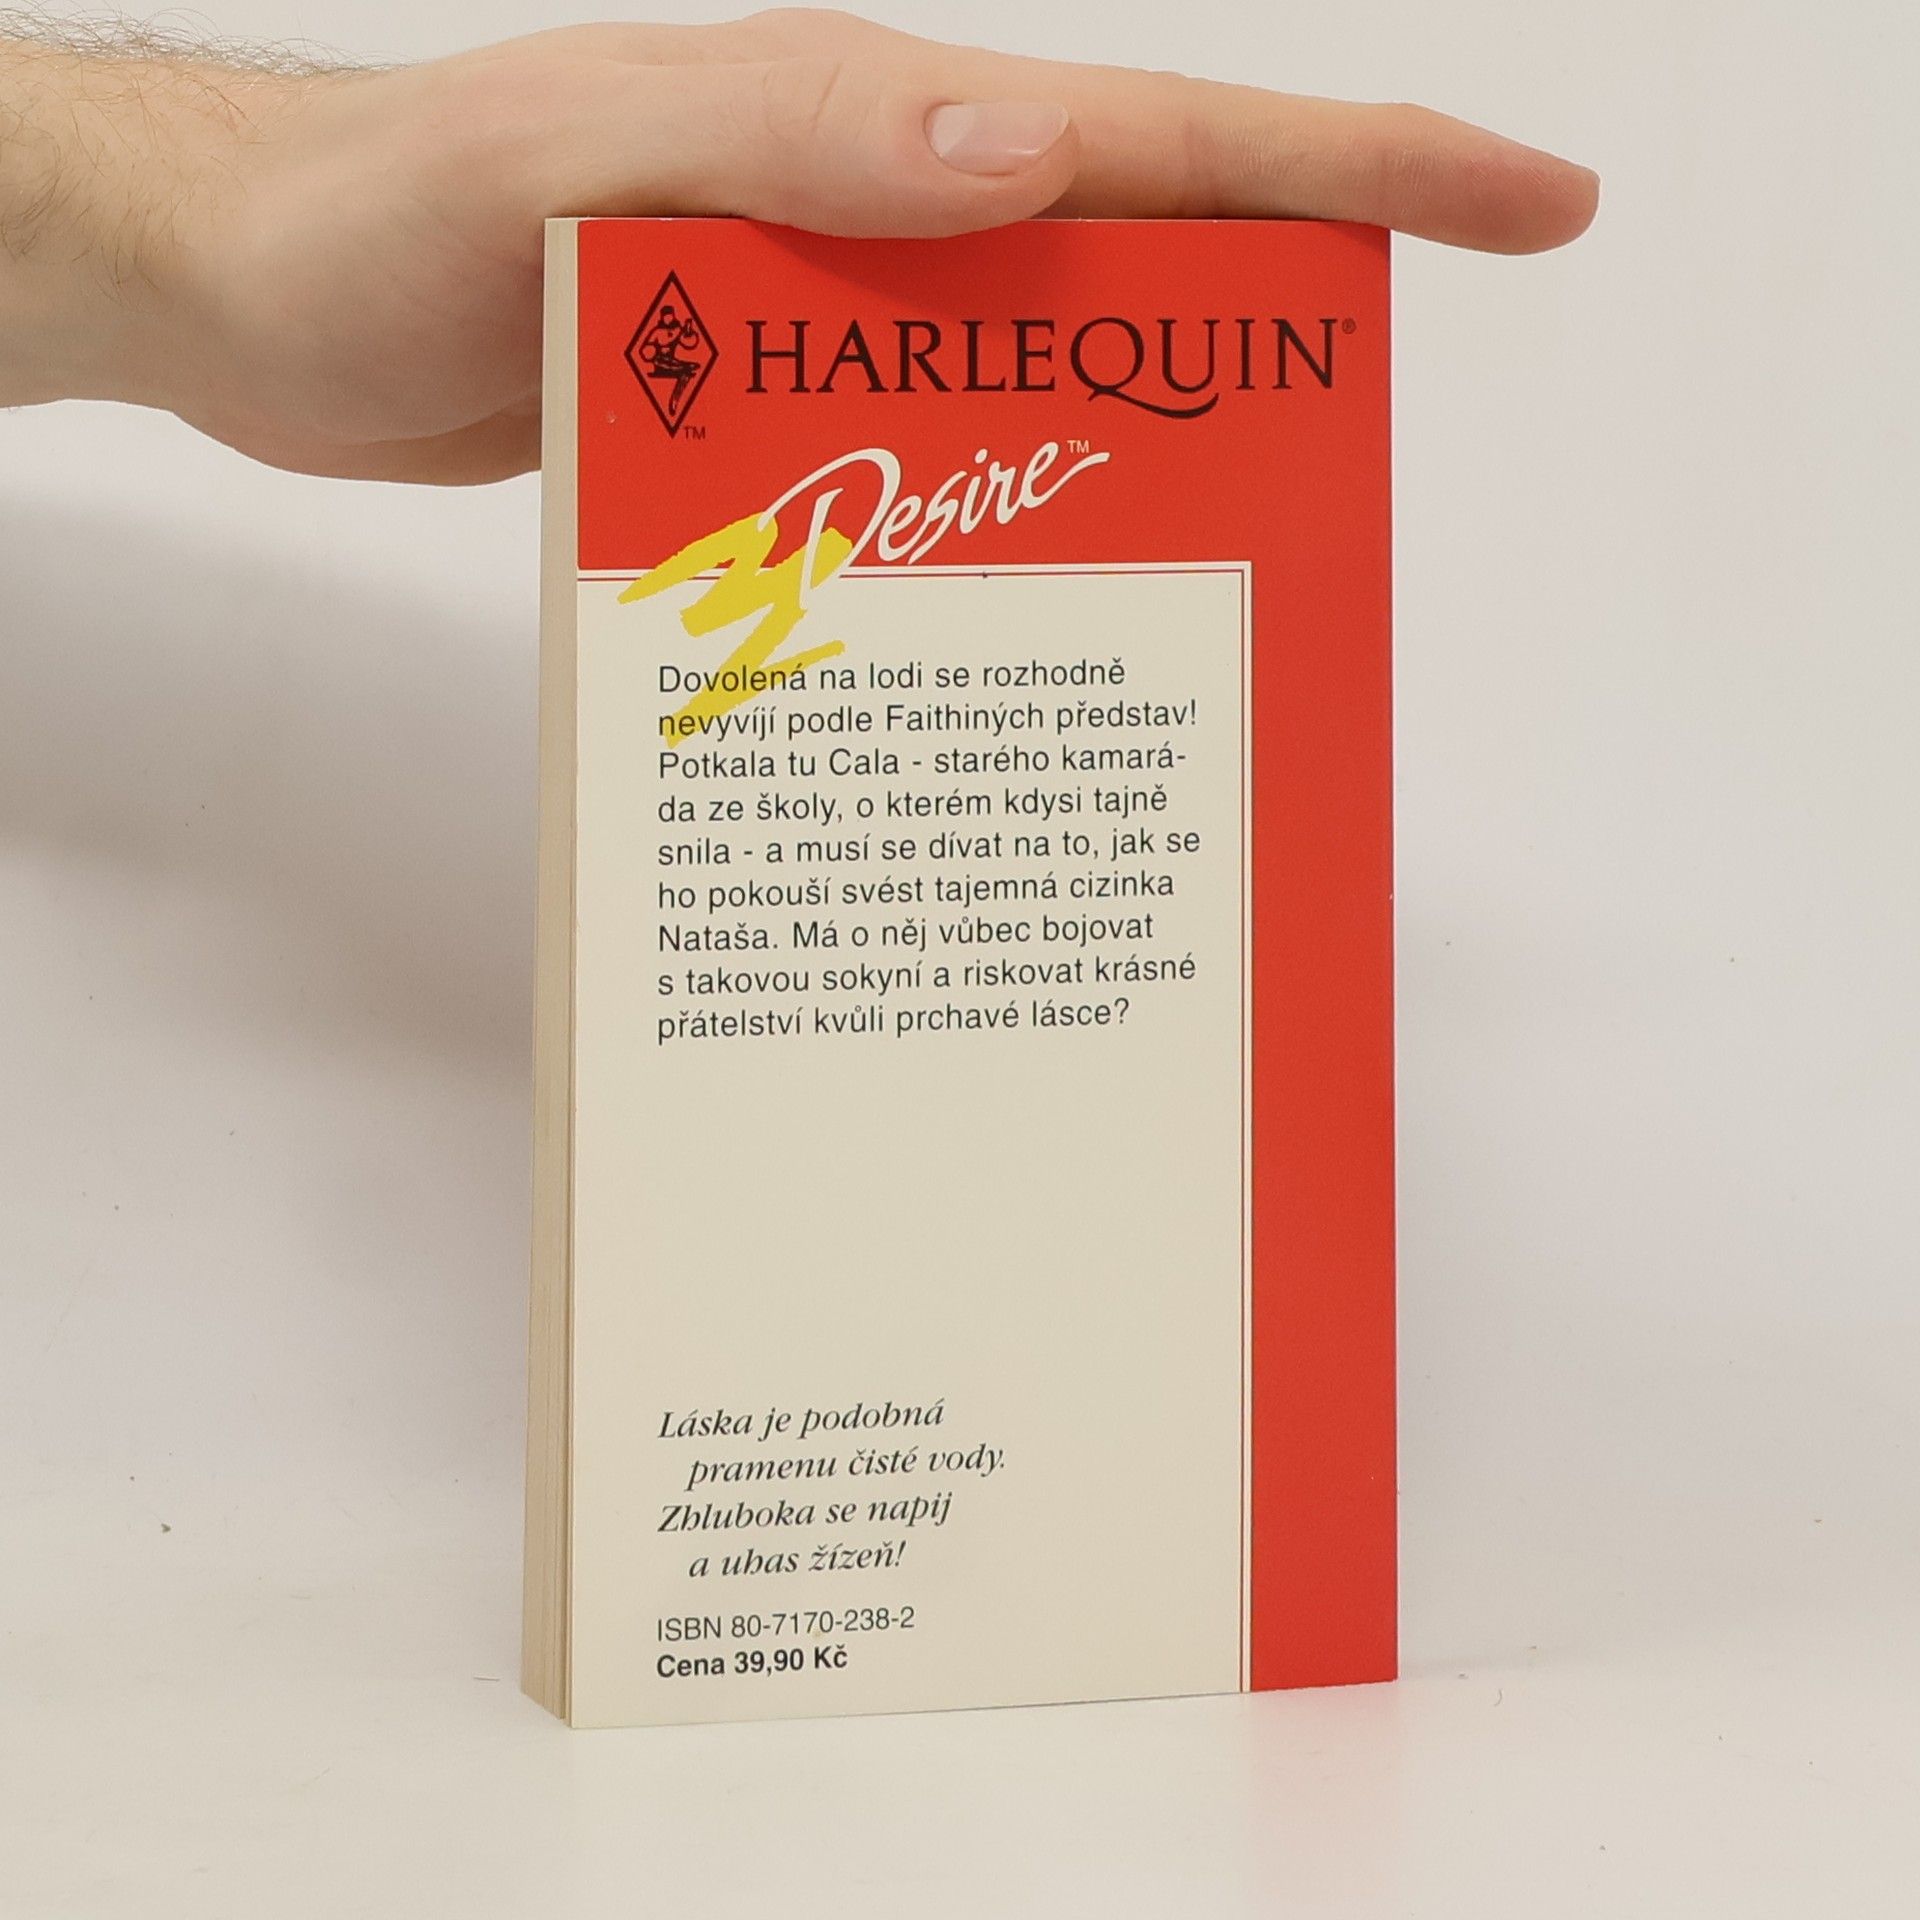 HARLEQUIN®
TM
Desire™
Dovolená na lodi se rozhodně
nevyvíjí podle Faithiných představ!
Potkala tu Cala - starého kamará-
da ze školy, o kterém kdysi tajně
snila - a musí se dívat na to, jak se
ho pokouší svést tajemná cizinka
Nataša. Má o něj vůbec bojovat
s takovou sokyní a riskovat krásné
přátelství kvůli prchavé lásce?
Láska je podobná
pramenu čisté vody.
Zhluboka se napij
a uhas žízeň!
ISBN 80-7170-238-2
Cena 39,90 Kč